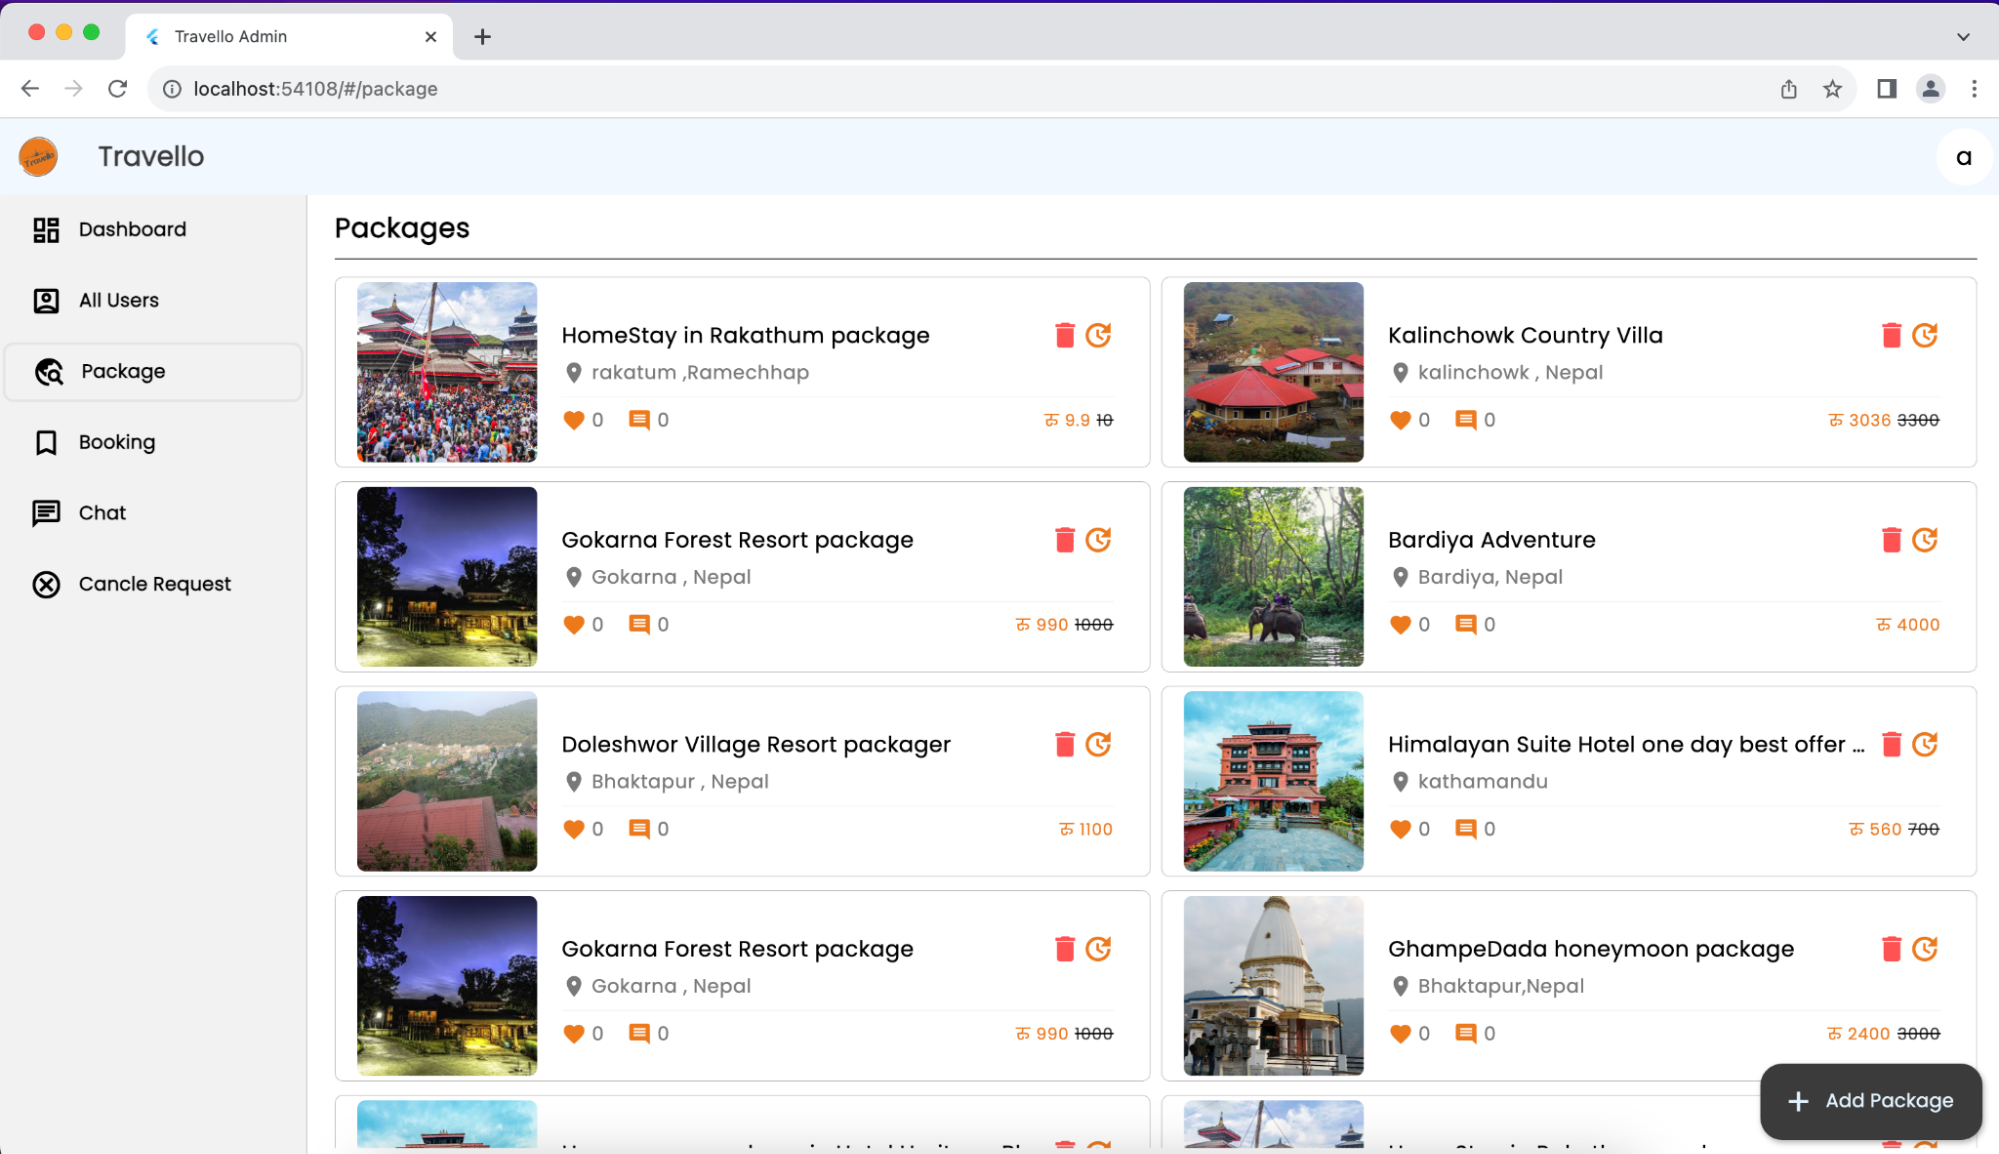 Travello Admin
localhost:54108/#/package
Travello
Travello
a
Dashboard
All Users
Package
Booking
Chat
Cancle Request
Packages
HomeStay in Rakathum package
rakatum ,Ramechhap
0 0 रु 9.9 10
Kalinchowk Country Villa
kalinchowk , Nepal
0 0 रु 3036 3300
Gokarna Forest Resort package
Gokarna , Nepal
0 0 रु 990 1000
Bardiya Adventure
Bardiya, Nepal
0 0 रु 4000
Doleshwor Village Resort packager
Bhaktapur , Nepal
0 0 रु 1100
Himalayan Suite Hotel one day best offer ...
kathamandu
0 0 रु 560 700
Gokarna Forest Resort package
Gokarna , Nepal
0 0 रु 990 1000
GhampeDada honeymoon package
Bhaktapur,Nepal
0 0 रु 2400 3000
Add Package